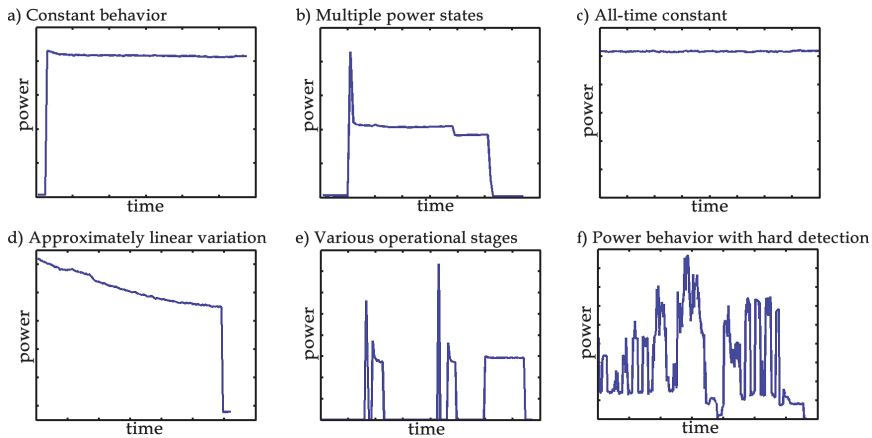 a) Constant behavior
b) Multiple power states
c) All-time constant
power
power
power
time
time
time
d) Approximately linear variation
e) Various operational stages
f) Power behavior with hard detection
power
power
power
time
time
time